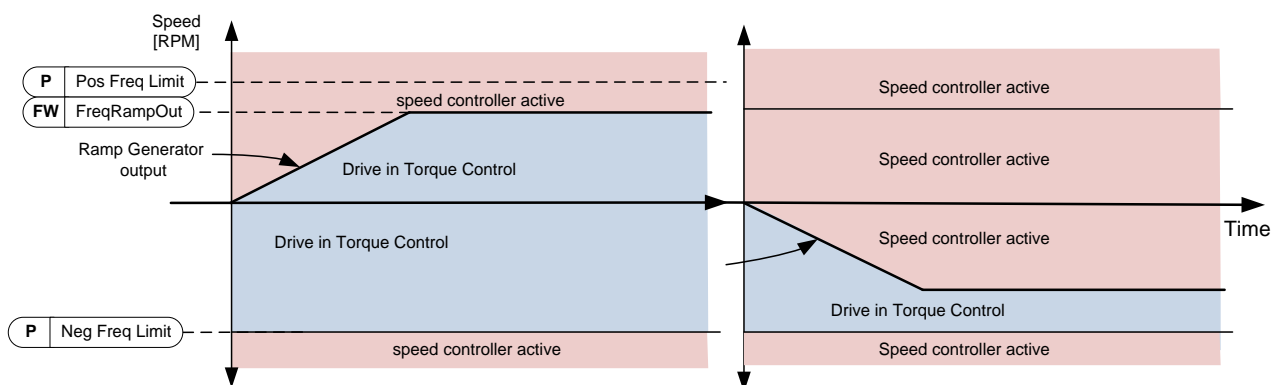 Speed
[RPM]
P Pos Freq Limit
speed controller active
FW FreqRampOut
Ramp Generator
output
Drive in Torque Control
Drive in Torque Control
P Neg Freq Limit
speed controller active
Speed controller active
Speed controller active
Time
Speed controller active
Drive in Torque Control
Speed controller active